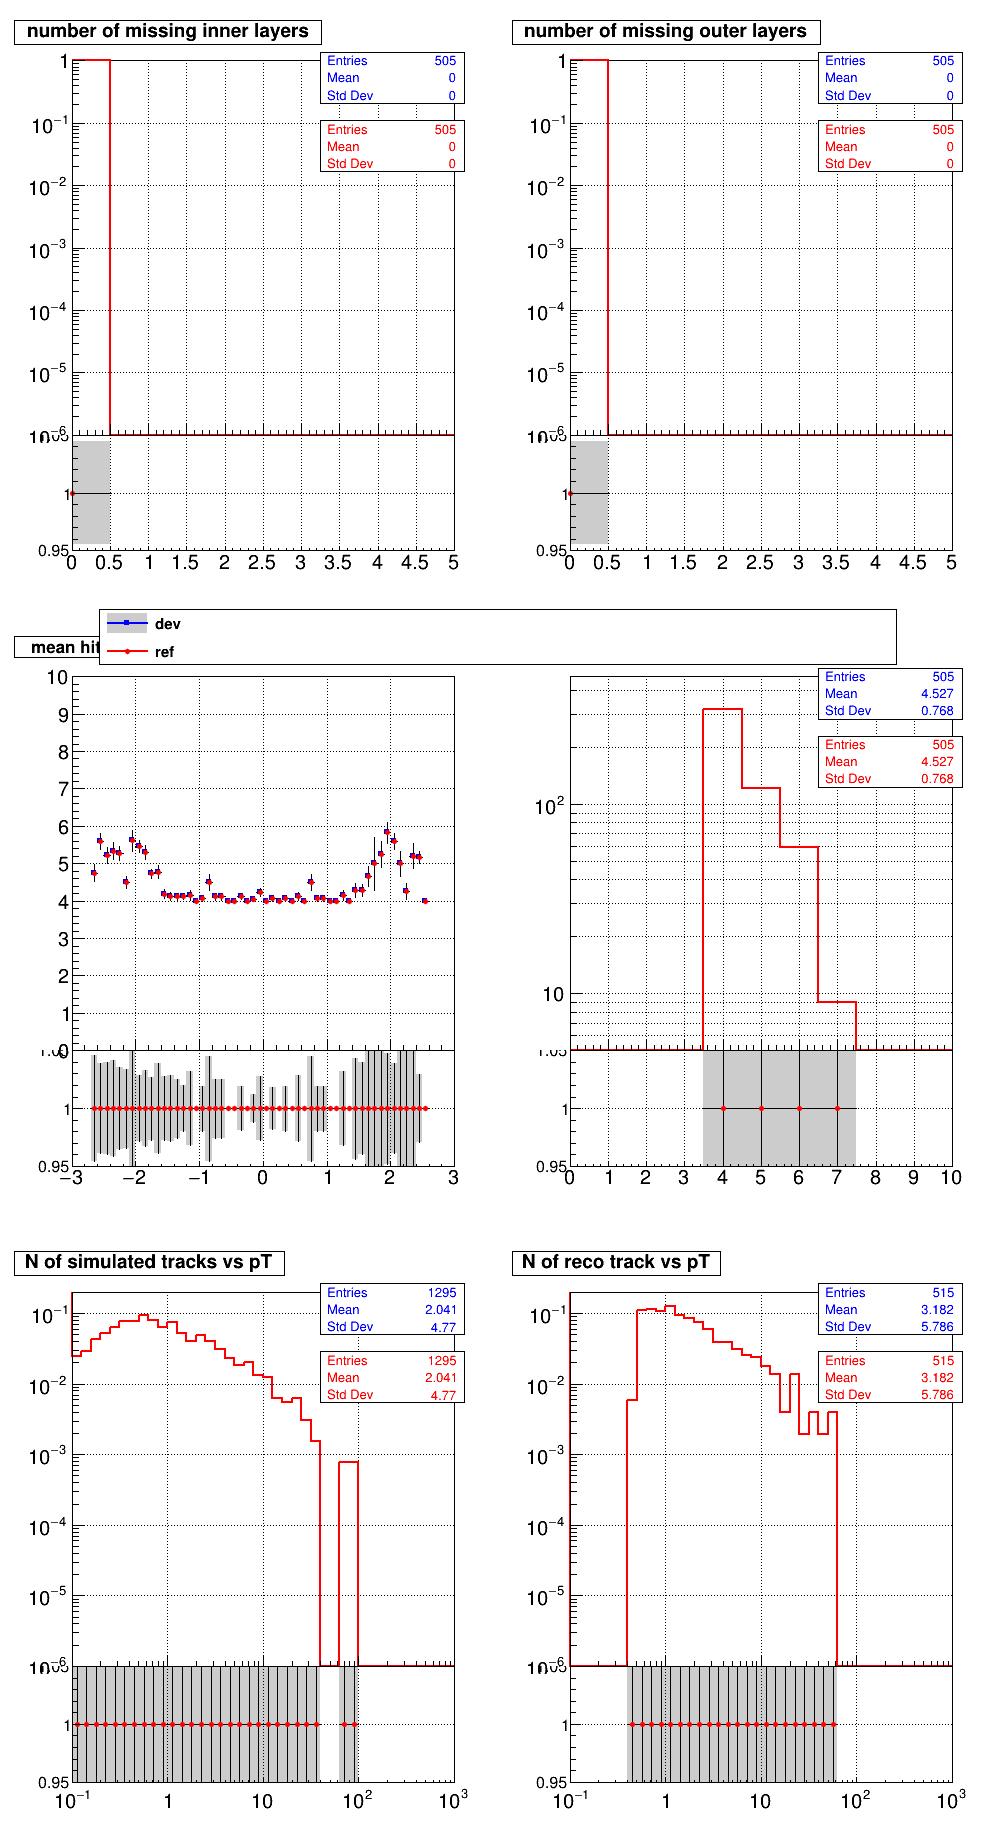 number of missing inner layers
Entries 505
Mean 0
Std Dev 0
Entries 505
Mean 0
Std Dev 0
1
10⁻¹
10⁻²
10⁻³
10⁻⁴
10⁻⁵
10⁻⁶
1
0.95
0 0.5 1 1.5 2 2.5 3 3.5 4 4.5 5
number of missing outer layers
Entries 505
Mean 0
Std Dev 0
Entries 505
Mean 0
Std Dev 0
1
10⁻¹
10⁻²
10⁻³
10⁻⁴
10⁻⁵
10⁻⁶
1
0.95
0 0.5 1 1.5 2 2.5 3 3.5 4 4.5 5
dev
ref
mean hit
10
9
8
7
6
5
4
3
2
1
0
1
0.95
−3 −2 −1 0 1 2 3
Entries 505
Mean 4.527
Std Dev 0.768
Entries 505
Mean 4.527
Std Dev 0.768
10²
10
1.05
1
0.95
0 1 2 3 4 5 6 7 8 9 10
N of simulated tracks vs pT
Entries 1295
Mean 2.041
Std Dev 4.77
Entries 1295
Mean 2.041
Std Dev 4.77
10⁻¹
10⁻²
10⁻³
10⁻⁴
10⁻⁵
10⁻⁶
1
0.95
10⁻¹ 1 10 10² 10³
N of reco track vs pT
Entries 515
Mean 3.182
Std Dev 5.786
Entries 515
Mean 3.182
Std Dev 5.786
10⁻¹
10⁻²
10⁻³
10⁻⁴
10⁻⁵
10⁻⁶
1
0.95
10⁻¹ 1 10 10² 10³